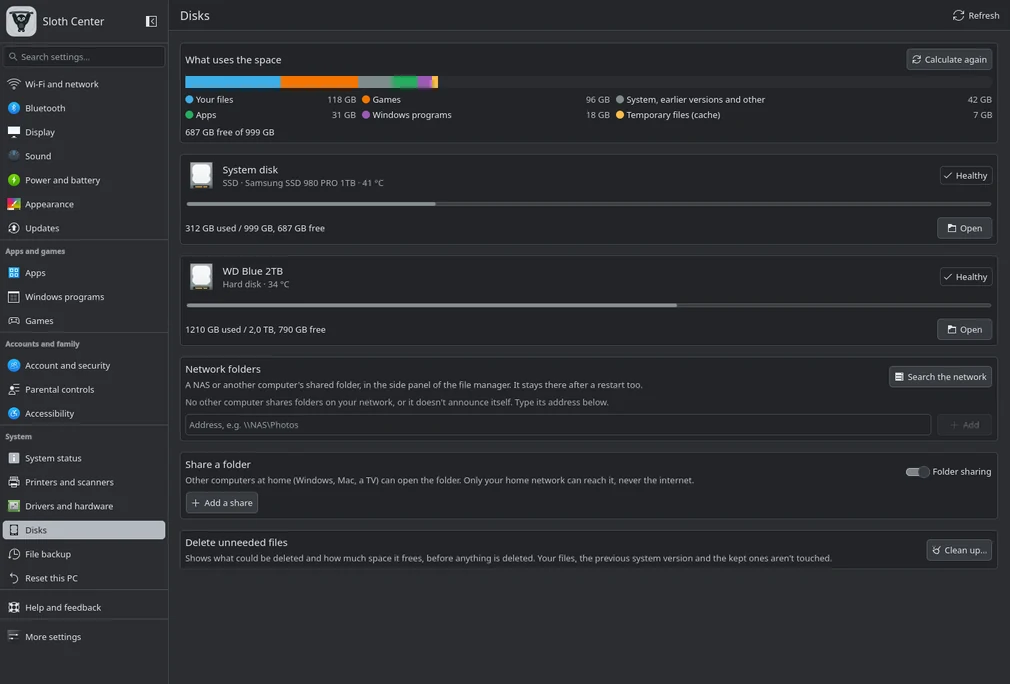 Sloth Center
Search settings...
Wi-Fi and network
Bluetooth
Display
Sound
Power and battery
Appearance
Updates
Apps and games
Apps
Windows programs
Games
Accounts and family
Account and security
Parental controls
Accessibility
System
System status
Printers and scanners
Drivers and hardware
Disks
File backup
Reset this PC
Help and feedback
More settings
Disks
Refresh
What uses the space
Calculate again
Your files 118 GB Games 96 GB System, earlier versions and other 42 GB
Apps 31 GB Windows programs 18 GB Temporary files (cache) 7 GB
687 GB free of 999 GB
System disk
SSD · Samsung SSD 980 PRO 1TB · 41 °C
Healthy
312 GB used / 999 GB, 687 GB free
Open
WD Blue 2TB
Hard disk · 34 °C
Healthy
1210 GB used / 2,0 TB, 790 GB free
Open
Network folders
A NAS or another computer's shared folder, in the side panel of the file manager. It stays there after a restart too.
Search the network
No other computer shares folders on your network, or it doesn't announce itself. Type its address below.
Address, e.g. \\NAS\Photos
+ Add
Share a folder
Other computers at home (Windows, Mac, a TV) can open the folder. Only your home network can reach it, never the internet.
Folder sharing
+ Add a share
Delete unneeded files
Shows what could be deleted and how much space it frees, before anything is deleted. Your files, the previous system version and the kept ones aren't touched.
Clean up...